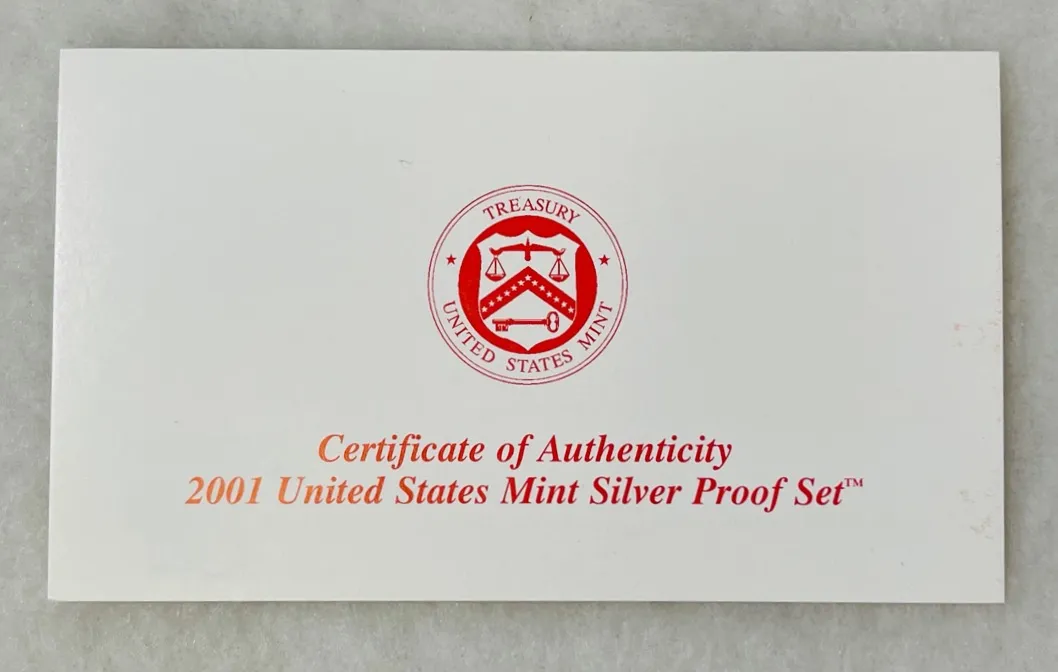 TREASURY
UNITED STATES MINT
Certificate of Authenticity
2001 United States Mint Silver Proof Set™